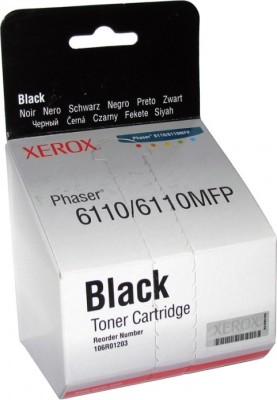 Black
Noir Nero Schwarz Negro Preto Zwart
Черный Černá Czarny Fekete Siyah
Phaser® 6110/6110MFP
XEROX
Phaser®
6110/6110MFP
Black
Toner Cartridge
Reorder Number
106R01203
XEROX